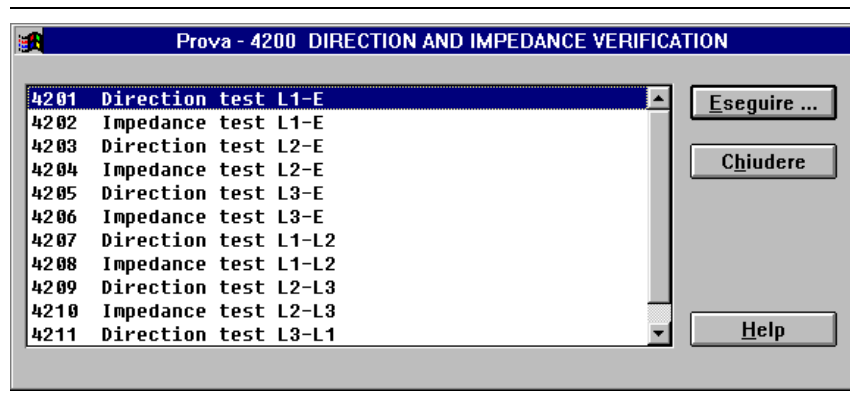 Prova - 4200 DIRECTION AND IMPEDANCE VERIFICATION
4201 Direction test L1-E
4202 Impedance test L1-E
4203 Direction test L2-E
4204 Impedance test L2-E
4205 Direction test L3-E
4206 Impedance test L3-E
4207 Direction test L1-L2
4208 Impedance test L1-L2
4209 Direction test L2-L3
4210 Impedance test L2-L3
4211 Direction test L3-L1
Eseguire ...
Chiudere
Help